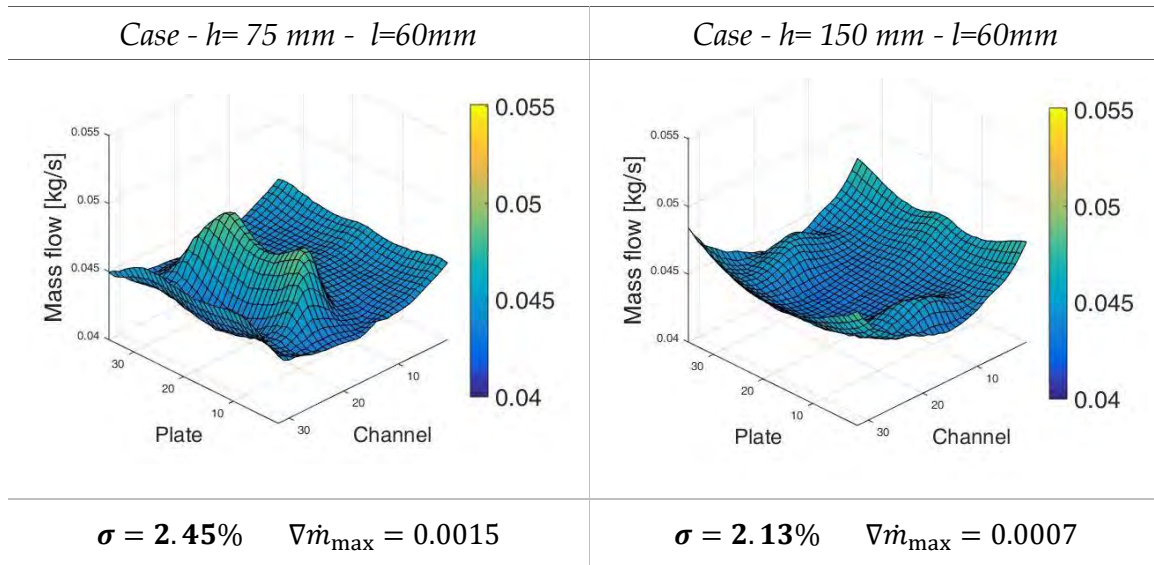 Case - h= 75 mm - l=60mm
Case - h= 150 mm - l=60mm
0.055
0.05
0.045
0.04
Mass flow [kg/s]
30
20
10
Plate
10
20
30
Channel
0.055
0.05
0.045
0.04
0.055
0.05
0.045
0.04
Mass flow [kg/s]
30
20
10
Plate
10
20
30
Channel
0.055
0.05
0.045
0.04
σ = 2.45% ∇ṁmax = 0.0015
σ = 2.13% ∇ṁmax = 0.0007